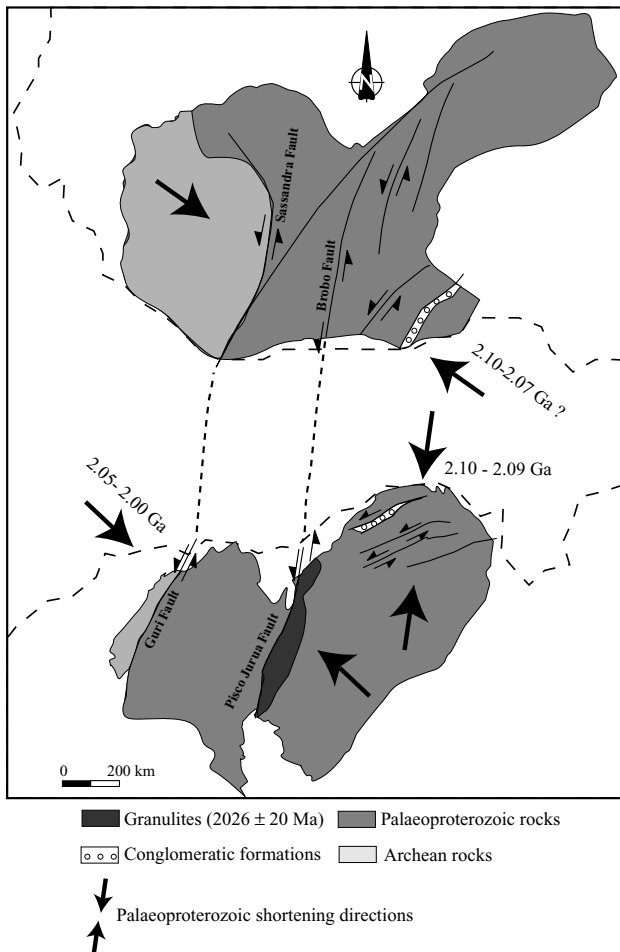 N
Sassandra Fault
Brobo Fault
2.10-2.07 Ga ?
2.10 - 2.09 Ga
2.05- 2.00 Ga
Guri Fault
Pisco Jurua Fault
0 200 km
Granulites (2026 ± 20 Ma) Palaeoproterozoic rocks
Conglomeratic formations Archean rocks
Palaeoproterozoic shortening directions